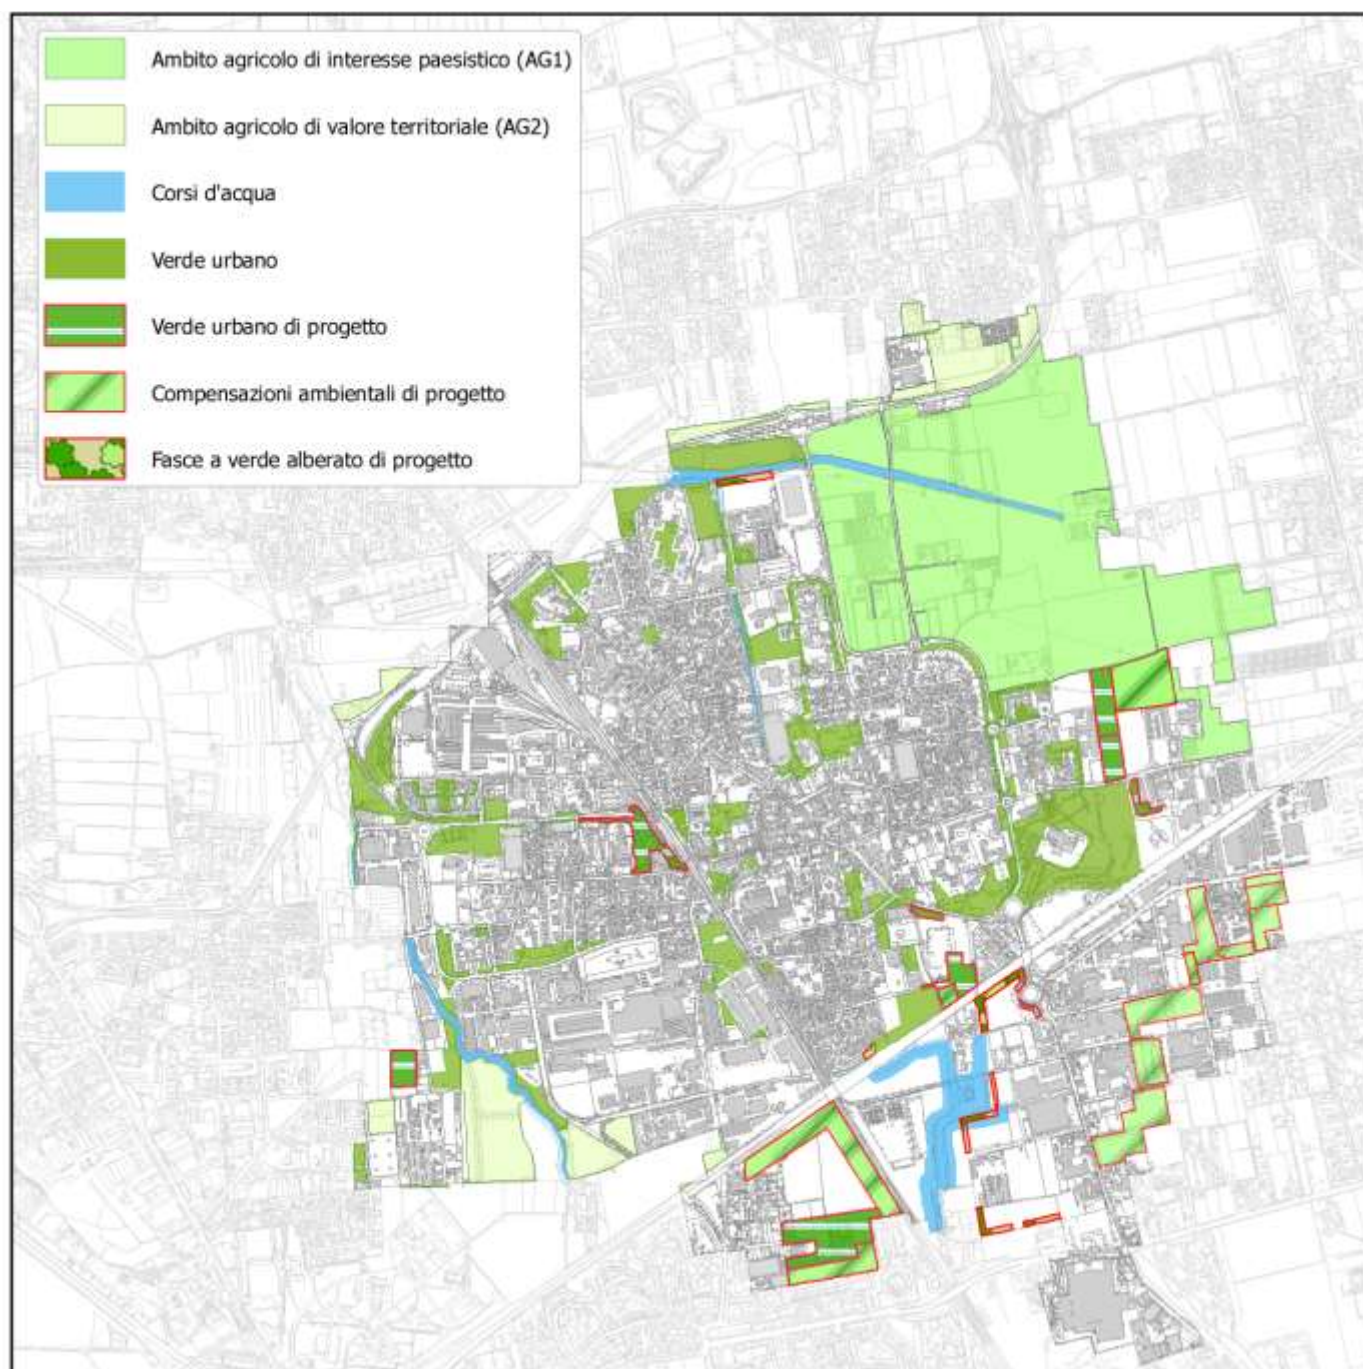 Ambito agricolo di interesse paesistico (AG1)
Ambito agricolo di valore territoriale (AG2)
Corsi d'acqua
Verde urbano
Verde urbano di progetto
Compensazioni ambientali di progetto
Fasce a verde alberato di progetto